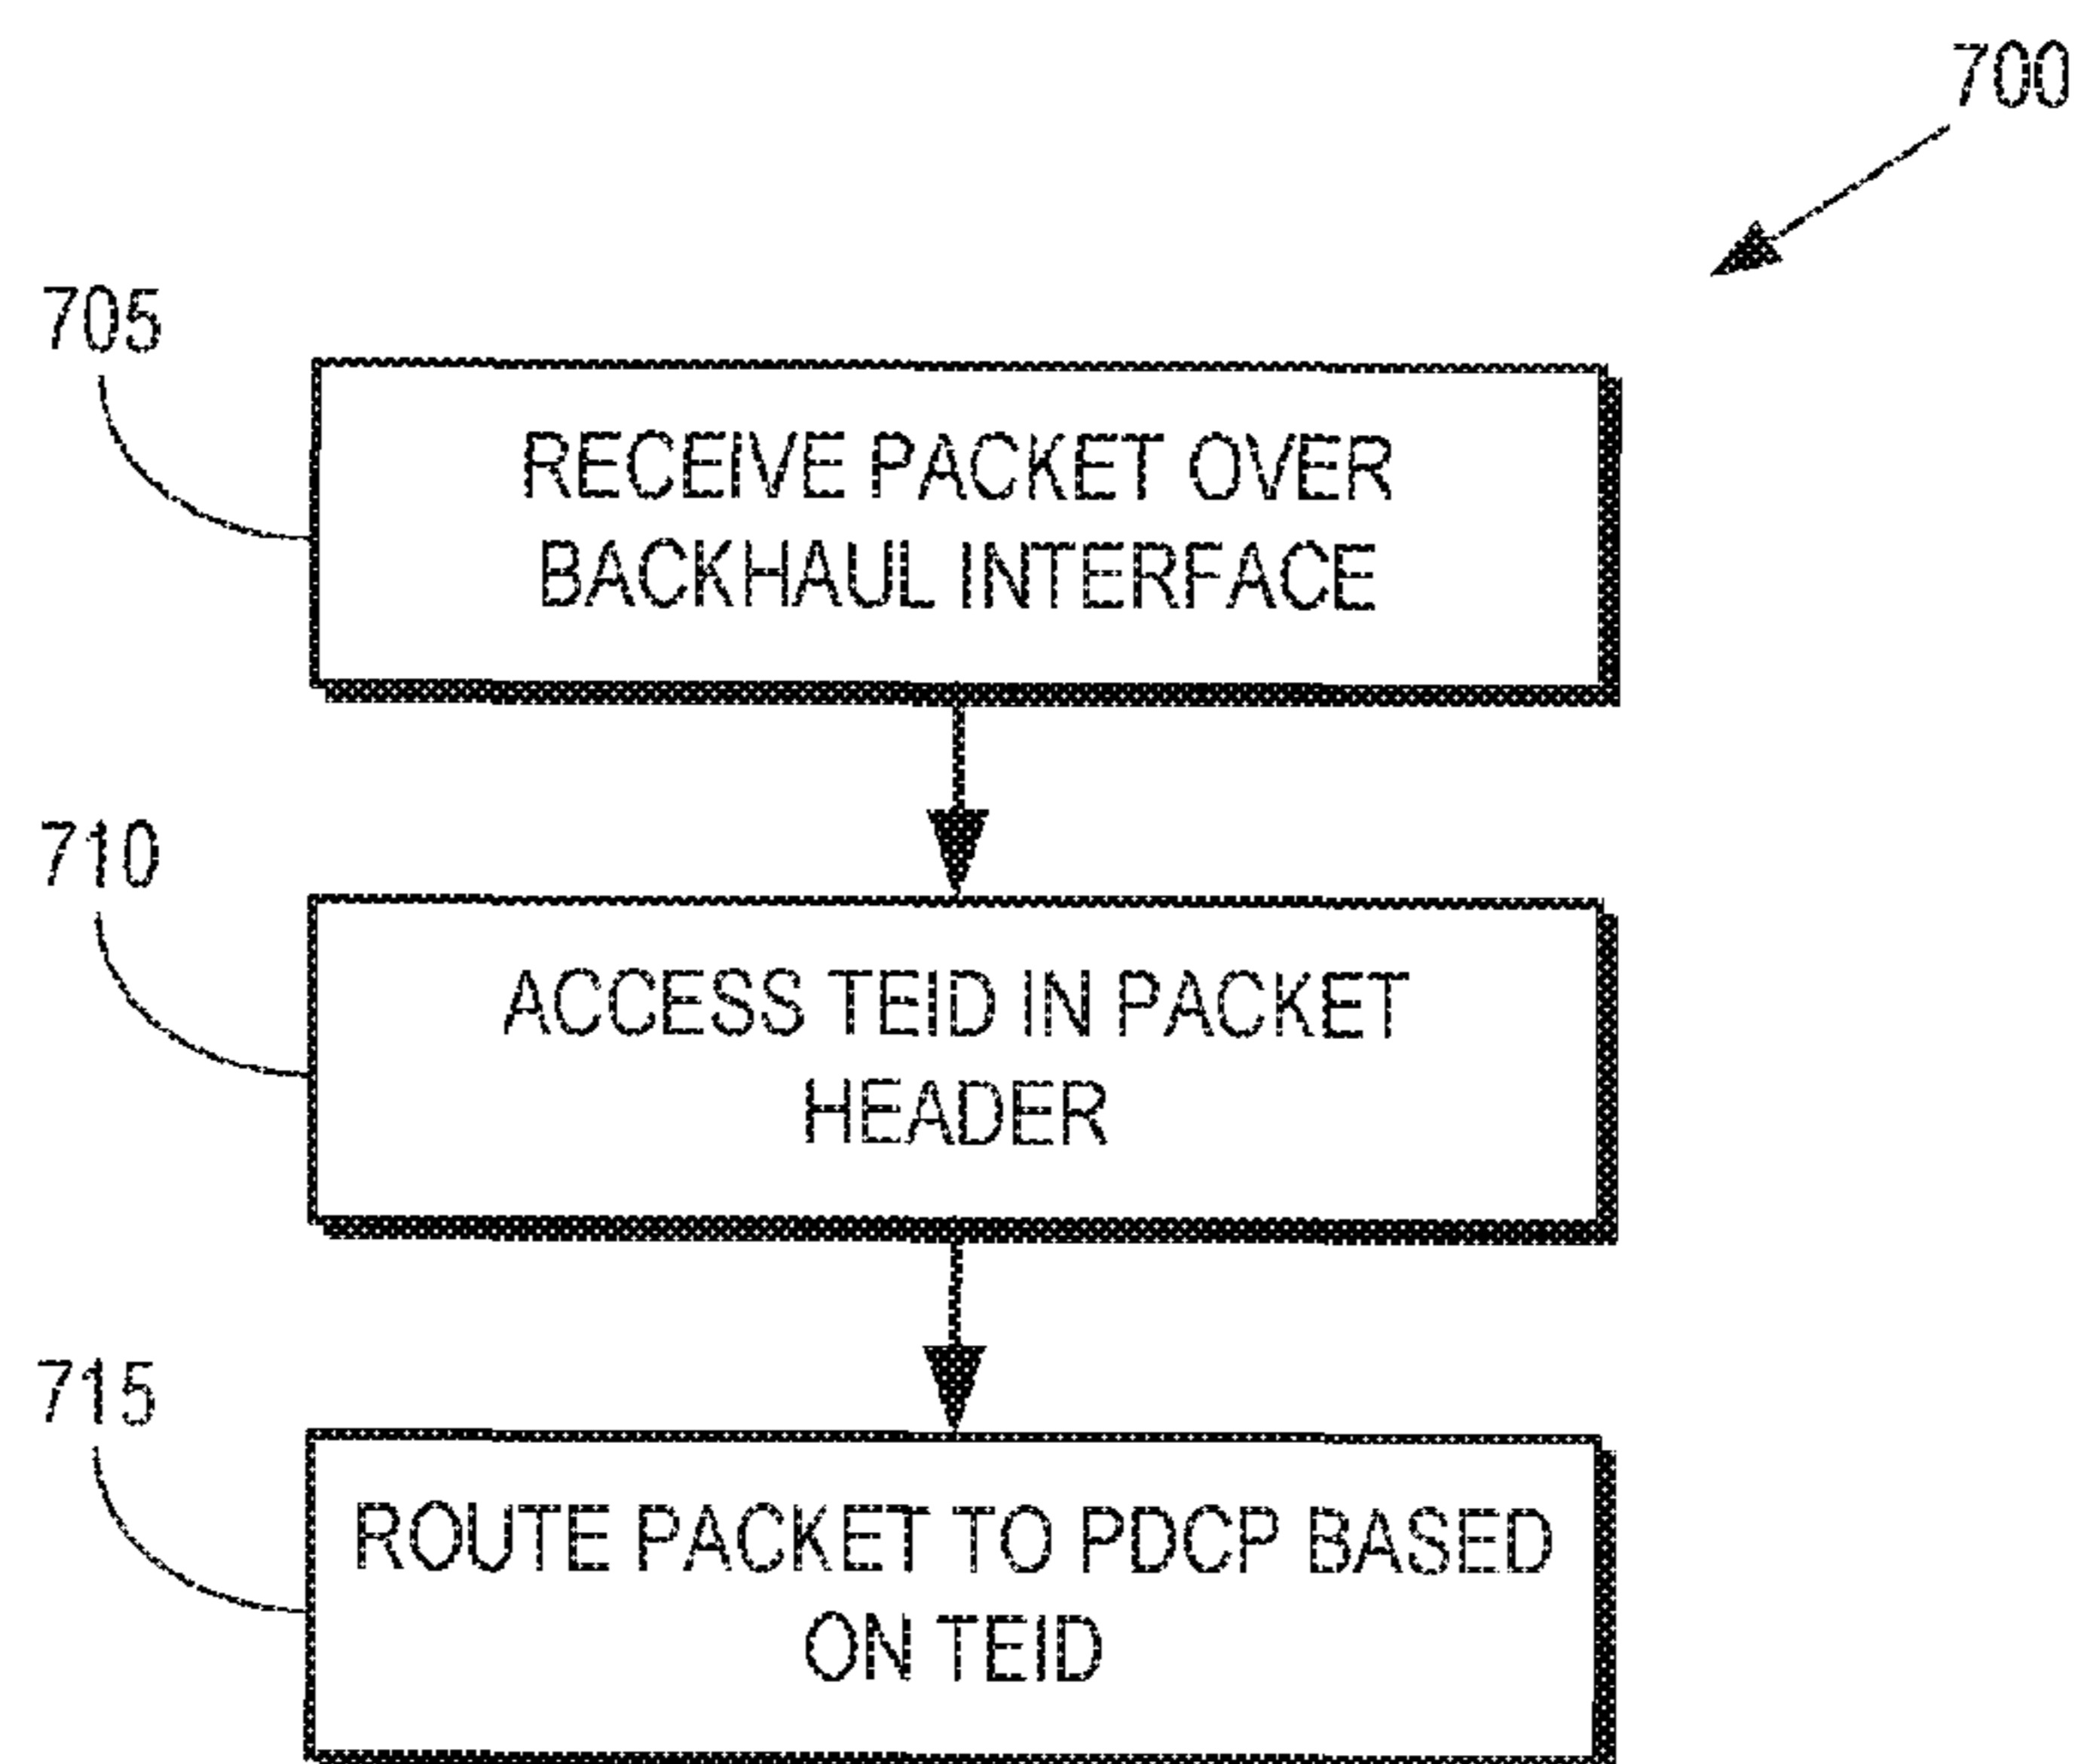 700
705
RECEIVE PACKET OVER
BACKHAUL INTERFACE
710
ACCESS TEID IN PACKET
HEADER
715
ROUTE PACKET TO PDCP BASED
ON TEID